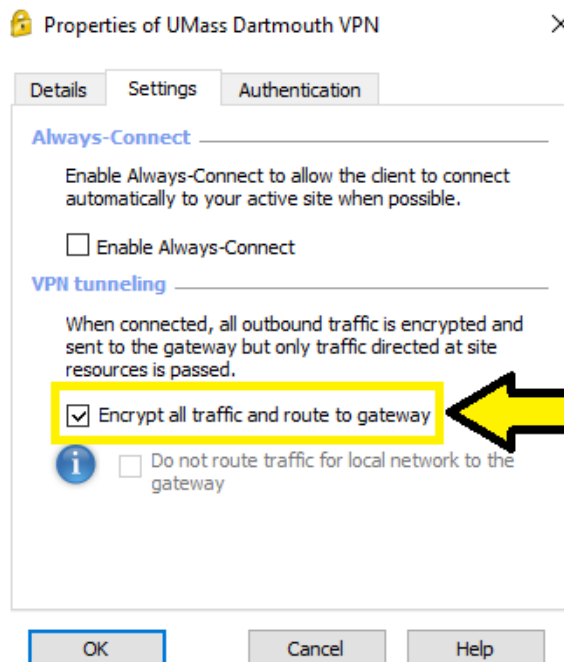 Properties of UMass Dartmouth VPN
Details Settings Authentication
Always-Connect
Enable Always-Connect to allow the client to connect
automatically to your active site when possible.
Enable Always-Connect
VPN tunneling
When connected, all outbound traffic is encrypted and
sent to the gateway but only traffic directed at site
resources is passed.
Encrypt all traffic and route to gateway
Do not route traffic for local network to the
gateway
OK Cancel Help